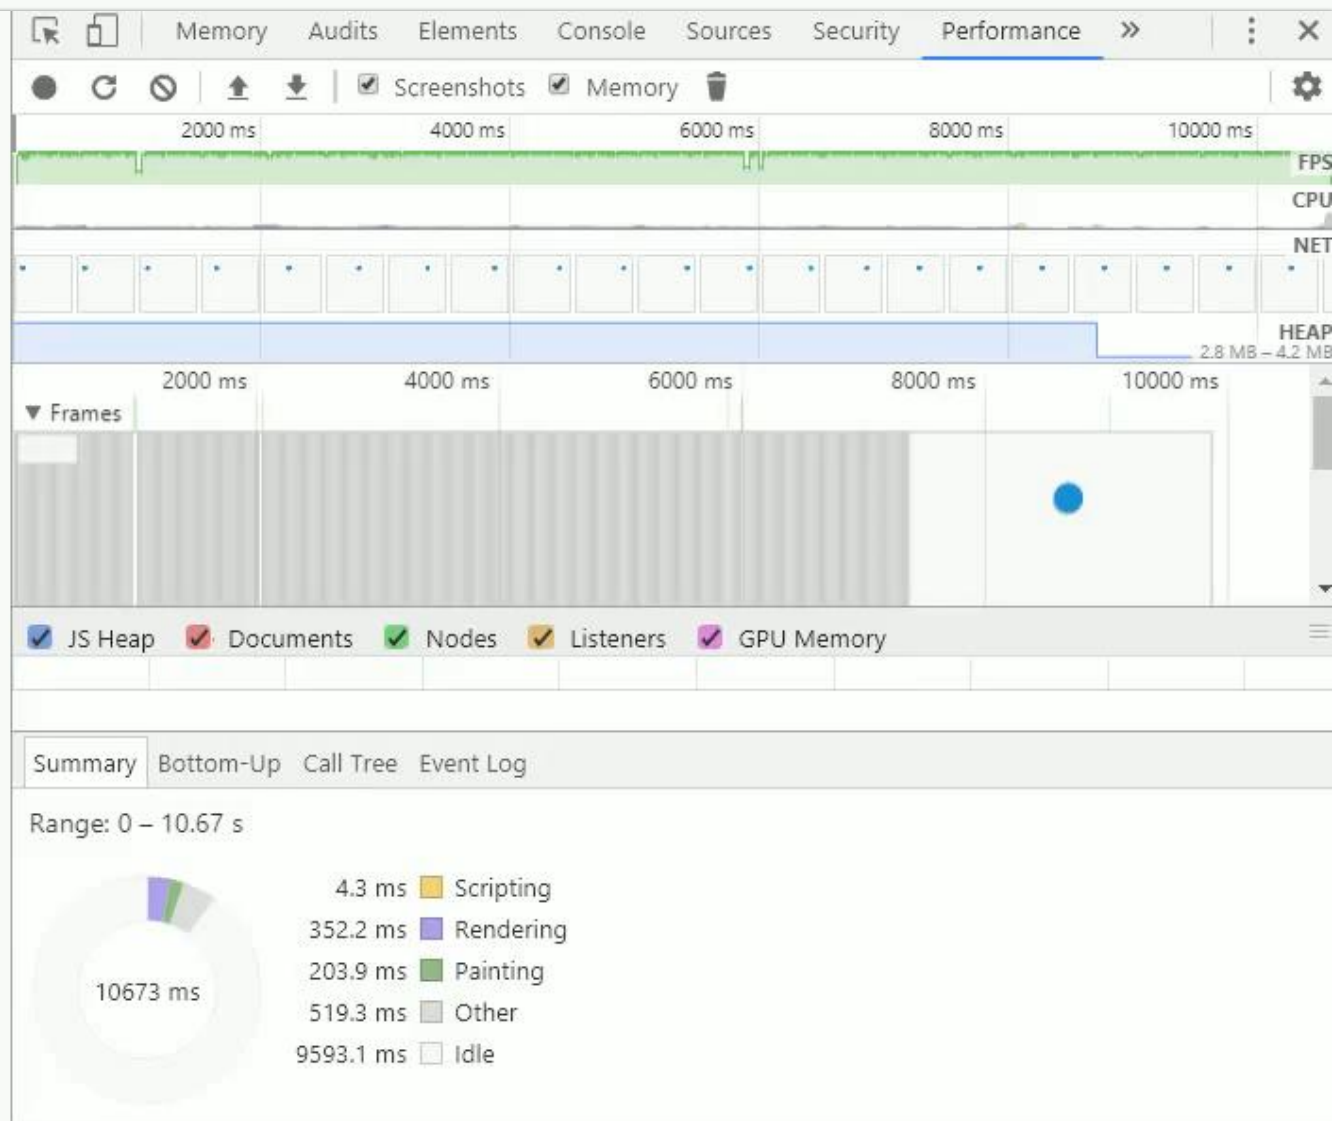 Memory Audits Elements Console Sources Security Performance »
Screenshots Memory
2000 ms 4000 ms 6000 ms 8000 ms 10000 ms
FPS
CPU
NET
HEAP
2.8 MB – 4.2 MB
2000 ms 4000 ms 6000 ms 8000 ms 10000 ms
▼ Frames
JS Heap Documents Nodes Listeners GPU Memory
Summary Bottom-Up Call Tree Event Log
Range: 0 – 10.67 s
4.3 ms Scripting
352.2 ms Rendering
203.9 ms Painting
10673 ms
519.3 ms Other
9593.1 ms Idle